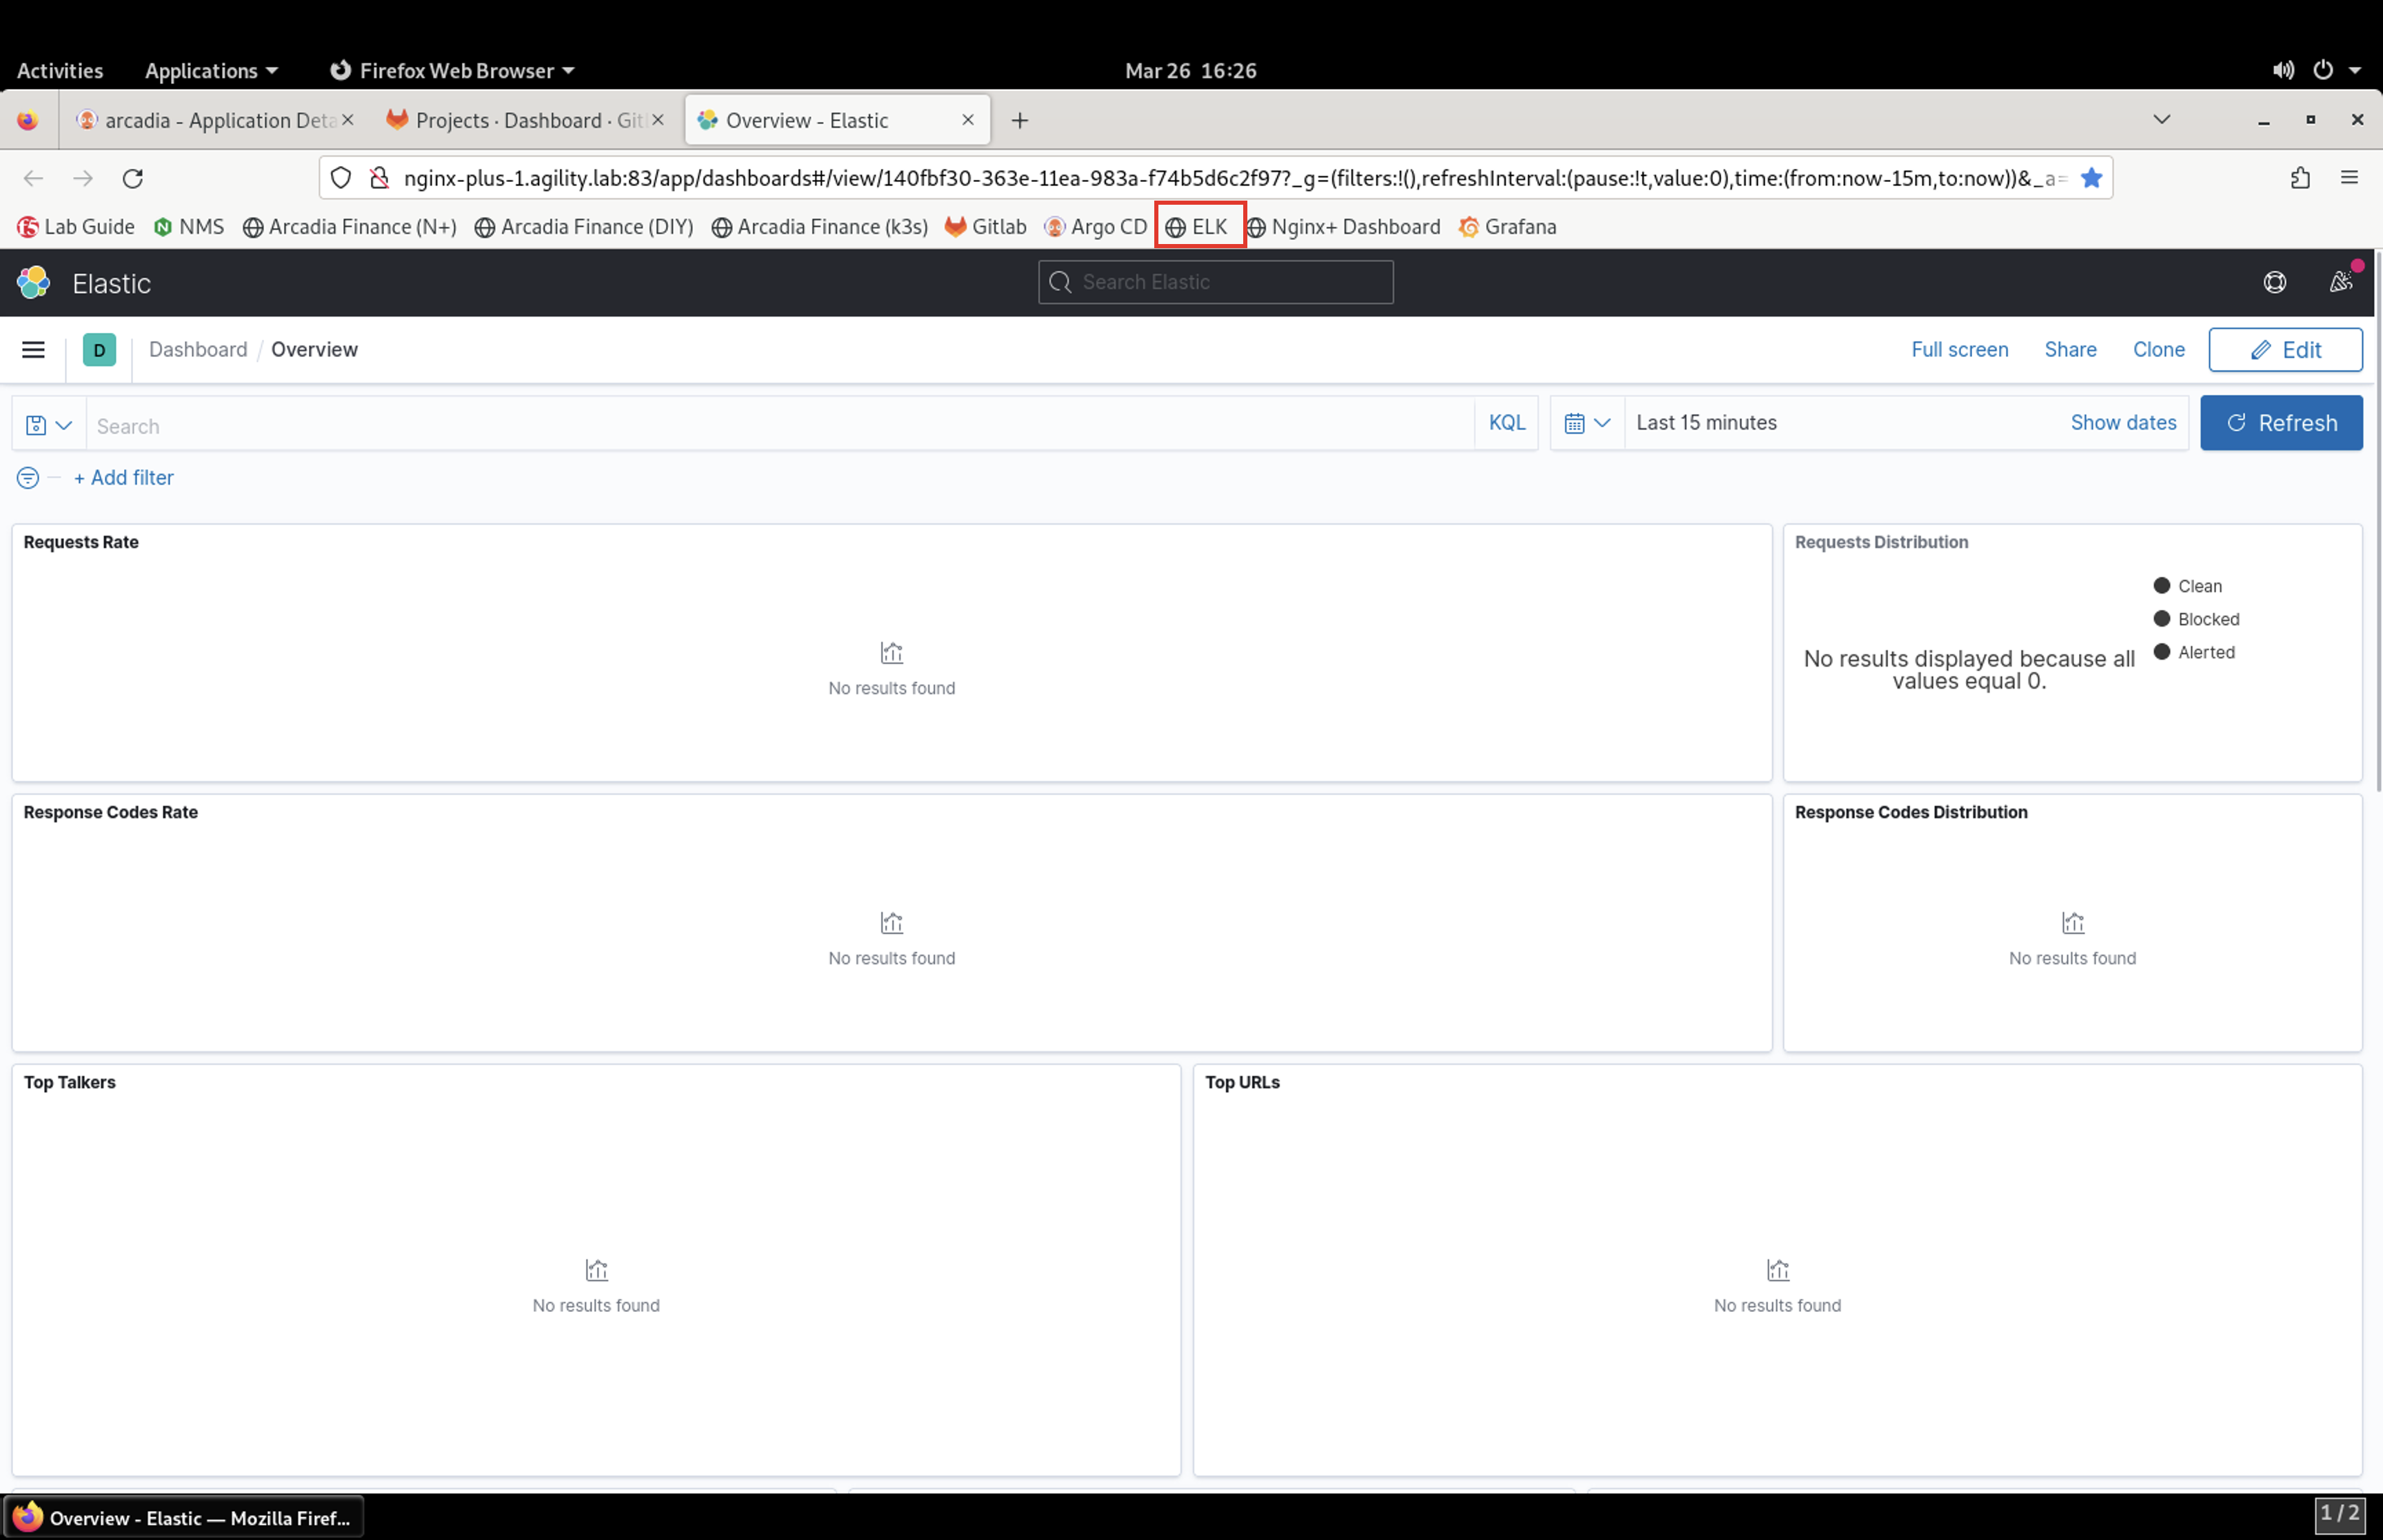 Activities Applications Firefox Web Browser Mar 26 16:26
arcadia - Application Deta Projects · Dashboard · Git Overview - Elastic
nginx-plus-1.agility.lab:83/app/dashboards#/view/140fbf30-363e-11ea-983a-f74b5d6c2f97?_g=(filters:!(),refreshInterval:(pause:!t,value:0),time:(from:now-15m,to:now))&_a=
Lab Guide NMS Arcadia Finance (N+) Arcadia Finance (DIY) Arcadia Finance (k3s) Gitlab Argo CD ELK Nginx+ Dashboard Grafana
Elastic Search Elastic
D Dashboard / Overview Full screen Share Clone Edit
Search KQL Last 15 minutes Show dates Refresh
+ Add filter
Requests Rate
No results found
Requests Distribution
Clean
Blocked
Alerted
No results displayed because all
values equal 0.
Response Codes Rate
No results found
Response Codes Distribution
No results found
Top Talkers
No results found
Top URLs
No results found
Overview - Elastic — Mozilla Firef...
1 / 2